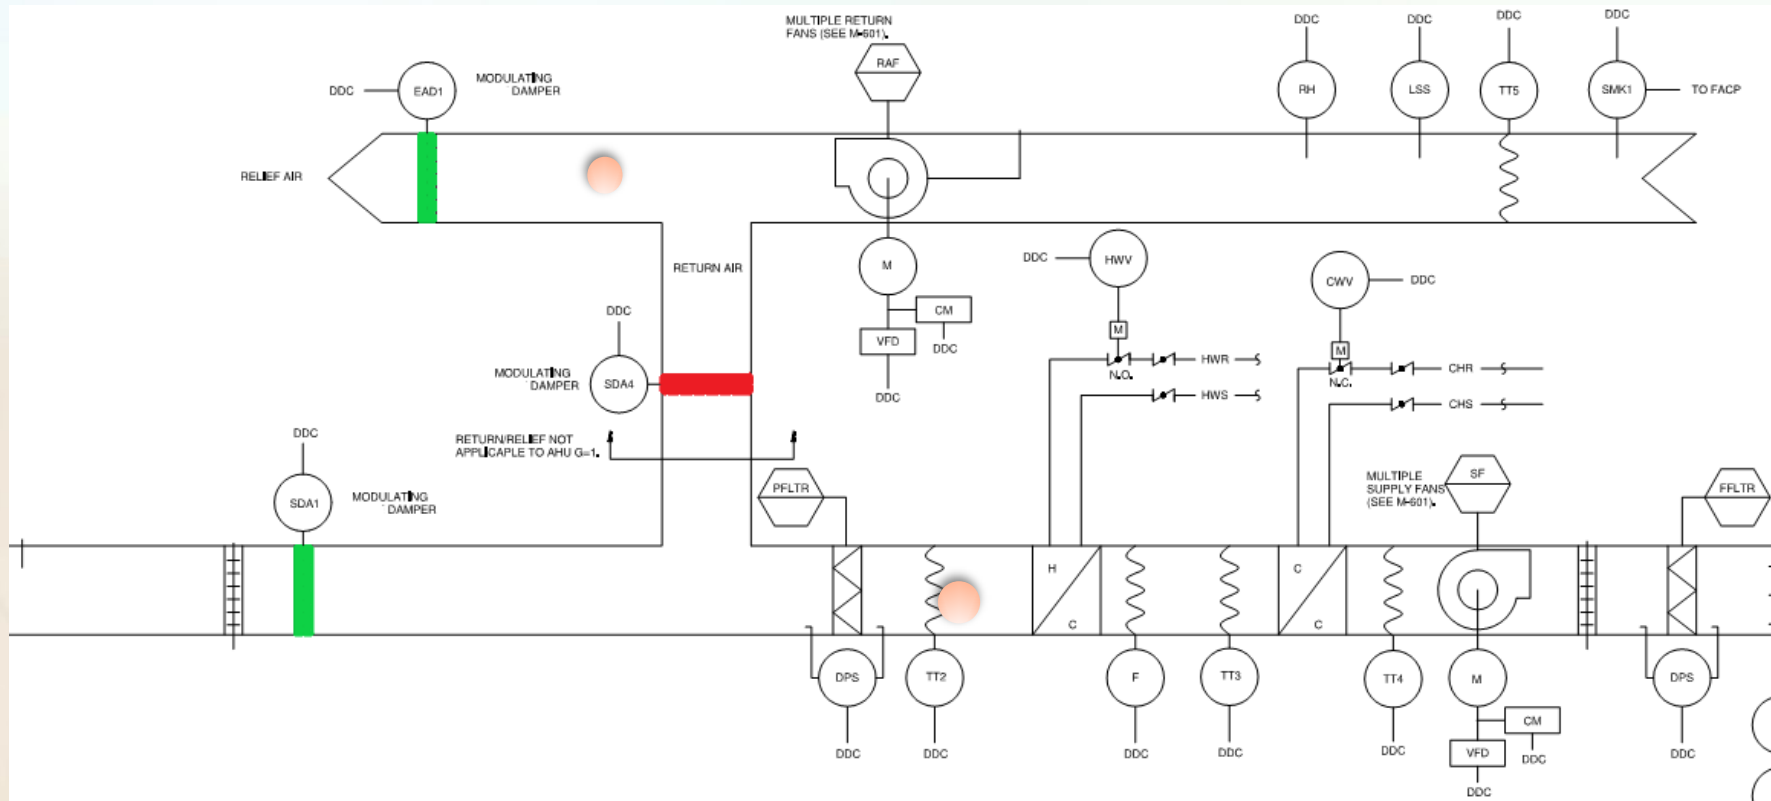 MULTIPLE RETURN
FANS (SEE M-601).
RAF
DDC
DDC
DDC
DDC
DDC
EAD1
MODULATING
DAMPER
RH
LSS
TT5
SMK1
TO FACP
RELIEF AIR
RETURN AIR
M
DDC
HWV
CWV
DDC
DDC
CM
VFD
DDC
M
M
HWR
N.O.
HWS
N.C.
CHR
CHS
MODULATING
DAMPER
SDA4
DDC
DDC
RETURN/RELIEF NOT
APPLICAPLE TO AHU G-1.
SDA1
MODULATING
DAMPER
PFLTR
MULTIPLE
SUPPLY FANS
(SEE M-601).
SF
FFLTR
H
C
C
C
DPS
TT2
F
TT3
TT4
M
DPS
CM
DDC
DDC
DDC
DDC
DDC
VFD
DDC
DDC
DDC